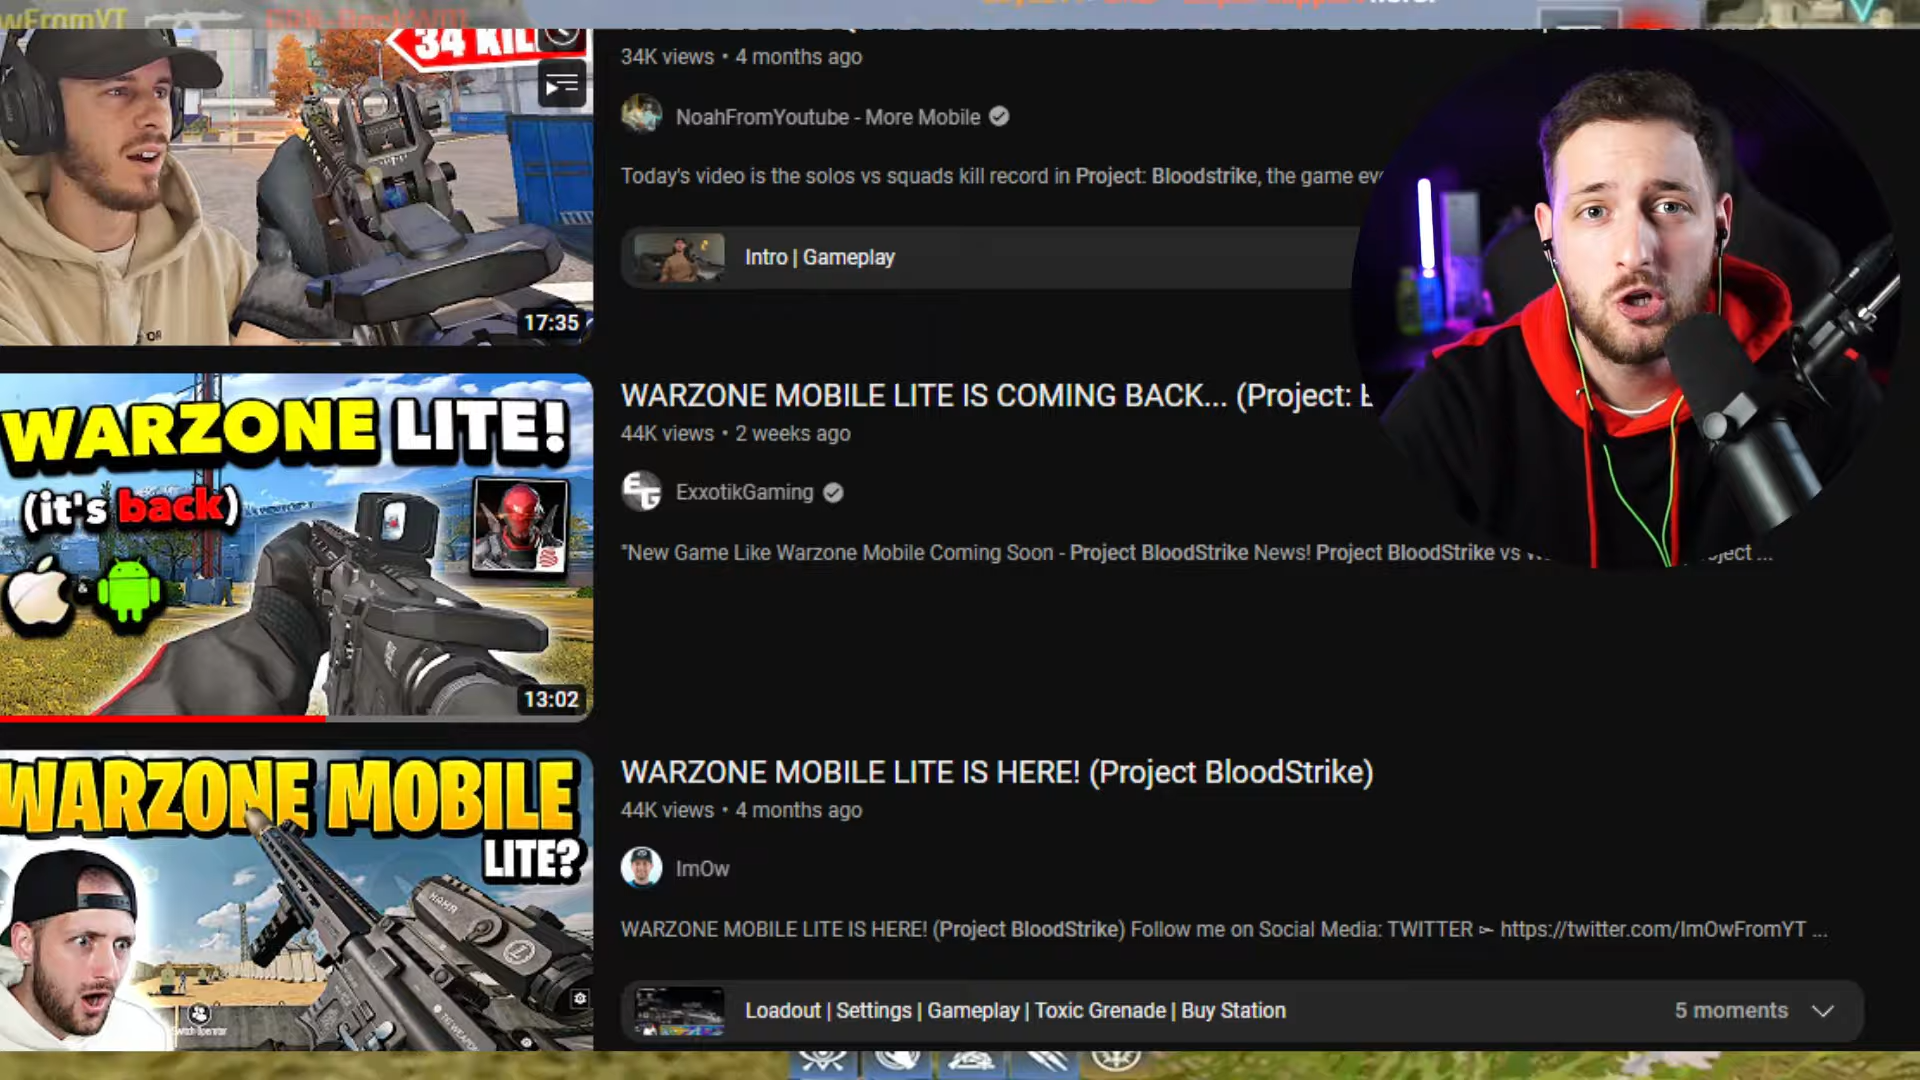 34 KIL
34K views • 4 months ago
NoahFromYoutube - More Mobile
Today's video is the solos vs squads kill record in Project: Bloodstrike, the game
Intro | Gameplay
17:35
WARZONE LITE!
(it's back)
&
13:02
WARZONE MOBILE LITE IS COMING BACK... (Project:
44K views • 2 weeks ago
EG
ExxotikGaming
"New Game Like Warzone Mobile Coming Soon - Project BloodStrike News! Project BloodStrike vs
WARZONE MOBILE
LITE?
Switch Operator
WARZONE MOBILE LITE IS HERE! (Project BloodStrike)
44K views • 4 months ago
ImOw
WARZONE MOBILE LITE IS HERE! (Project BloodStrike) Follow me on Social Media: TWITTER ➣ https://twitter.com/ImOwFromYT ...
Loadout | Settings | Gameplay | Toxic Grenade | Buy Station
5 moments